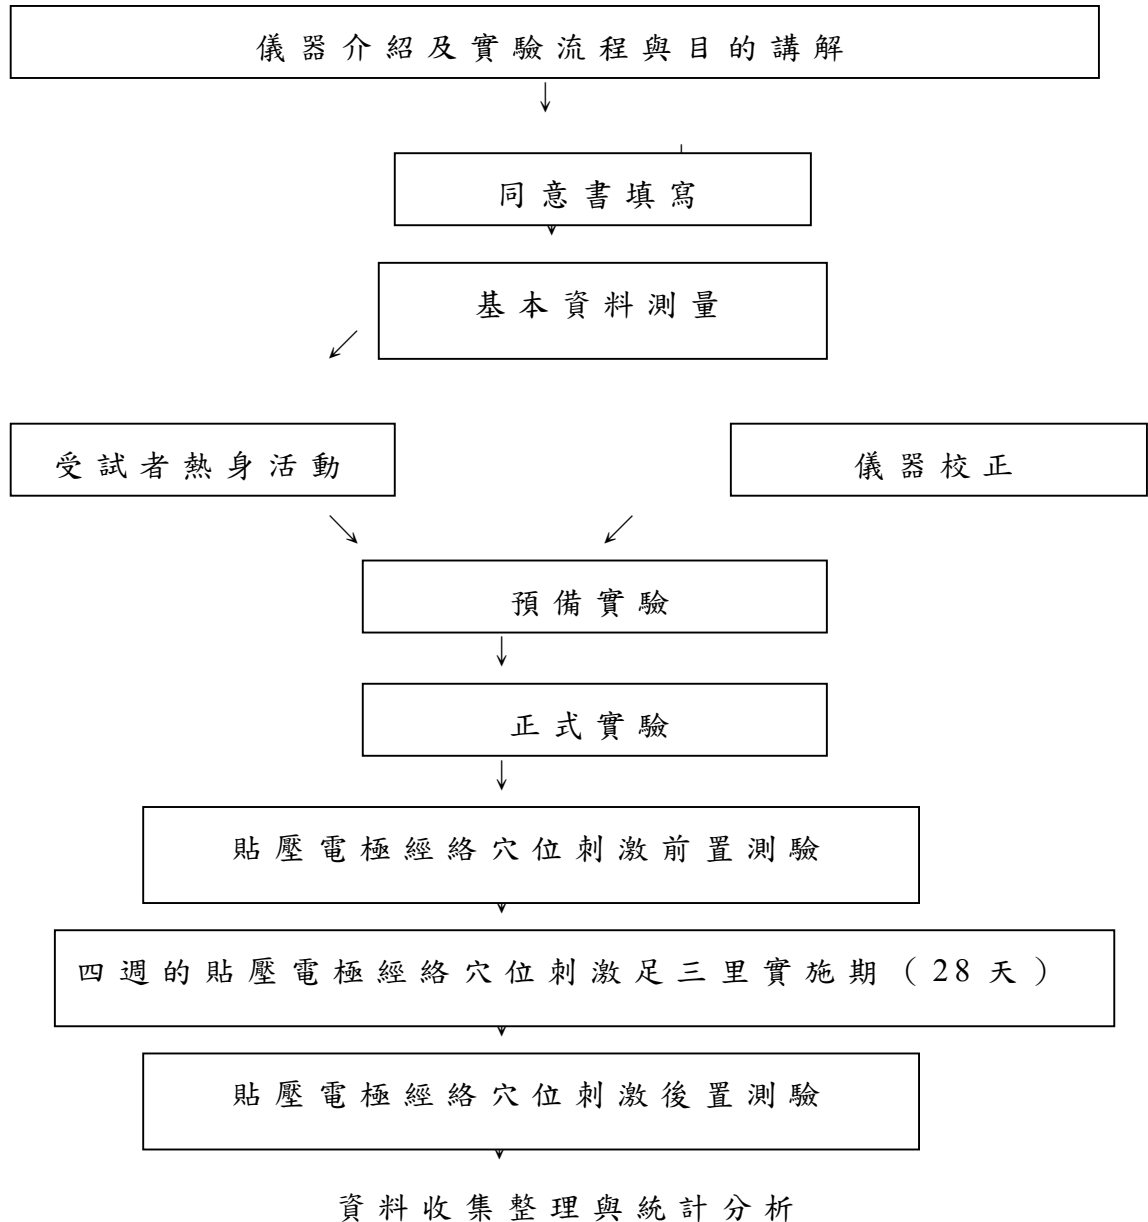 儀器介紹及實驗流程與目的講解
同意書填寫
基本資料測量
受試者熱身活動
儀器校正
預備實驗
正式實驗
貼壓電極經絡穴位刺激前置測驗
四週的貼壓電極經絡穴位刺激足三里實施期（28天）
貼壓電極經絡穴位刺激後置測驗
資料收集整理與統計分析